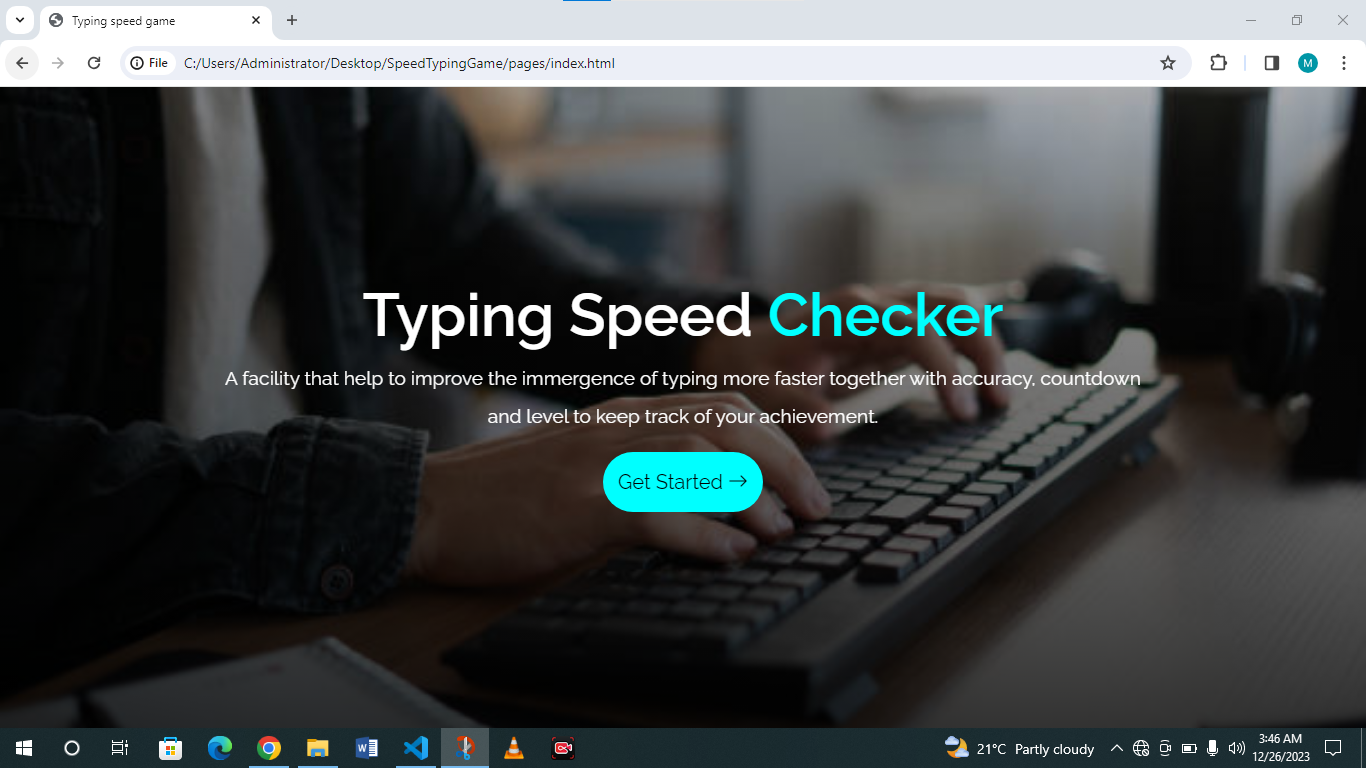 Typing speed game
File
C:/Users/Administrator/Desktop/SpeedTypingGame/pages/index.html
M
Typing Speed Checker
A facility that help to improve the immergence of typing more faster together with accuracy, countdown
and level to keep track of your achievement.
Get Started →
21°C Partly cloudy
3:46 AM
12/26/2023